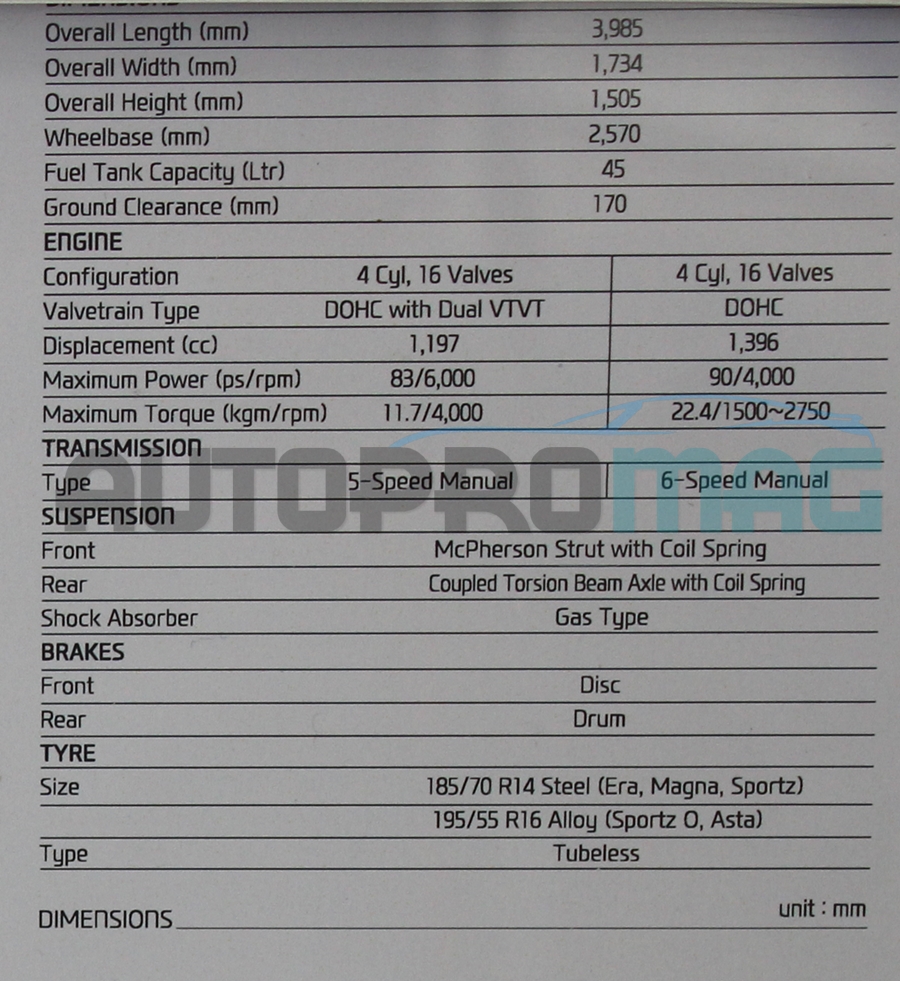 DIMENSIONS
Overall Length (mm) 3,985
Overall Width (mm) 1,734
Overall Height (mm) 1,505
Wheelbase (mm) 2,570
Fuel Tank Capacity (Ltr) 45
Ground Clearance (mm) 170
ENGINE
Configuration 4 Cyl, 16 Valves 4 Cyl, 16 Valves
Valvetrain Type DOHC with Dual VTVT DOHC
Displacement (cc) 1,197 1,396
Maximum Power (ps/rpm) 83/6,000 90/4,000
Maximum Torque (kgm/rpm) 11.7/4,000 22.4/1500~2750
TRANSMISSION
AUTOPROMAG
Type 5-Speed Manual 6-Speed Manual
SUSPENSION
Front McPherson Strut with Coil Spring
Rear Coupled Torsion Beam Axle with Coil Spring
Shock Absorber Gas Type
BRAKES
Front Disc
Rear Drum
TYRE
Size 185/70 R14 Steel (Era, Magna, Sportz)
195/55 R16 Alloy (Sportz O, Asta)
Type Tubeless
DIMENSIONS unit : mm